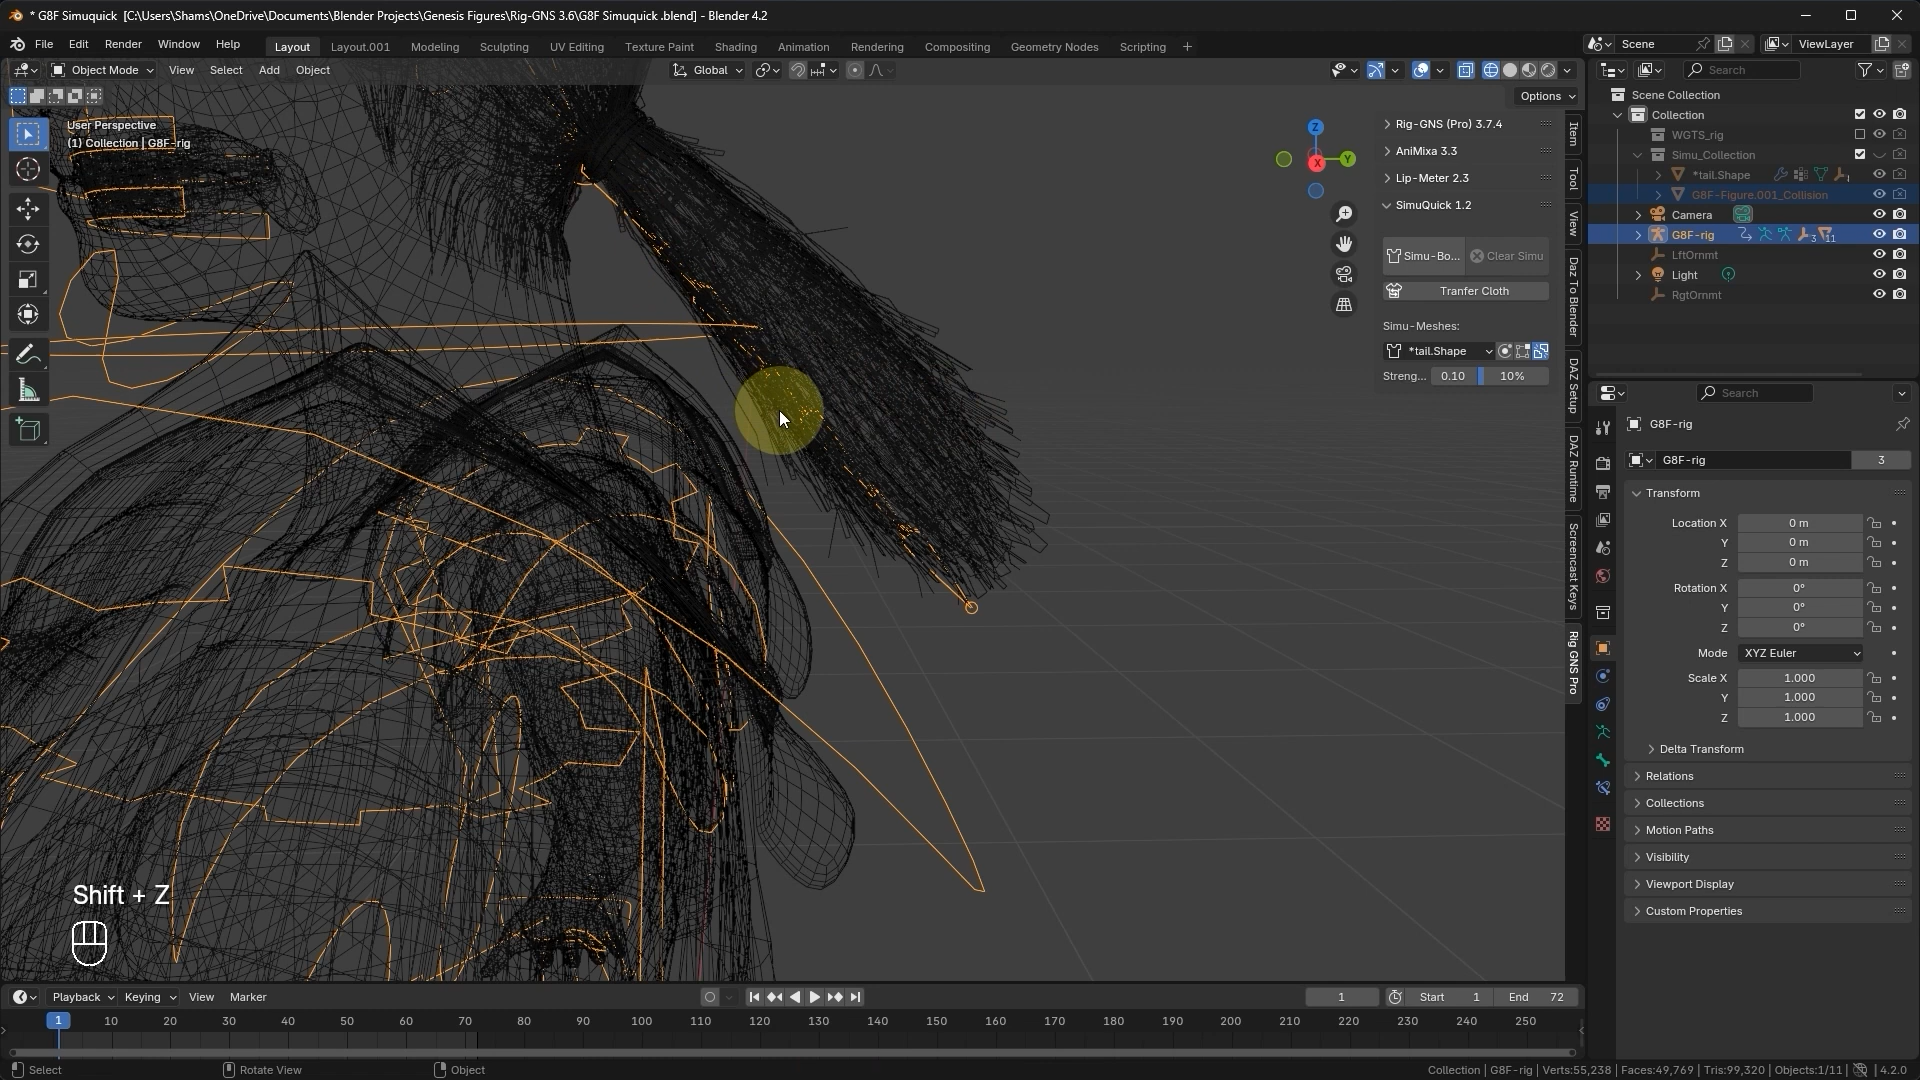 * G8F Simuquick  [C:\Users\Shams\OneDrive\Documents\Blender Projects\Genesis Figures\Rig-GNS 3.6\G8F Simuquick .blend] - Blender 4.2
File Edit Render Window Help Layout Layout.001 Modeling Sculpting UV Editing Texture Paint Shading Animation Rendering Compositing Geometry Nodes Scripting + Scene ViewLayer
Object Mode View Select Add Object Global Search
Options
User Perspective
(1) Collection | G8F-rig
Z
Y
X
Rig-GNS (Pro) 3.7.4
AniMixa 3.3
Lip-Meter 2.3
SimuQuick 1.2
Simu-Bo... Clear Simu
Tranfer Cloth
Simu-Meshes:
*tail.Shape
Streng... 0.10 10%
Item
Tool
View
Daz To Blender
DAZ Setup
DAZ Runtime
Screencast Keys
Rig GNS Pro
Scene Collection
Collection
WGTS_rig
Simu_Collection
*tail.Shape 1
G8F-Figure.001_Collision
Camera
G8F-rig 3 11
LftOrnmt
Light
RgtOrnmt
Search
G8F-rig
G8F-rig 3
Transform
Location X 0 m
Y 0 m
Z 0 m
Rotation X 0°
Y 0°
Z 0°
Mode XYZ Euler
Scale X 1.000
Y 1.000
Z 1.000
Delta Transform
Relations
Collections
Motion Paths
Visibility
Viewport Display
Custom Properties
Shift + Z
Playback Keying View Marker 1 Start 1 End 72
1 10 20 30 40 50 60 70 80 90 100 110 120 130 140 150 160 170 180 190 200 210 220 230 240 250
Select Rotate View Object Collection | G8F-rig | Verts:55,238 | Faces:49,769 | Tris:99,320 | Objects:1/11 | 4.2.0